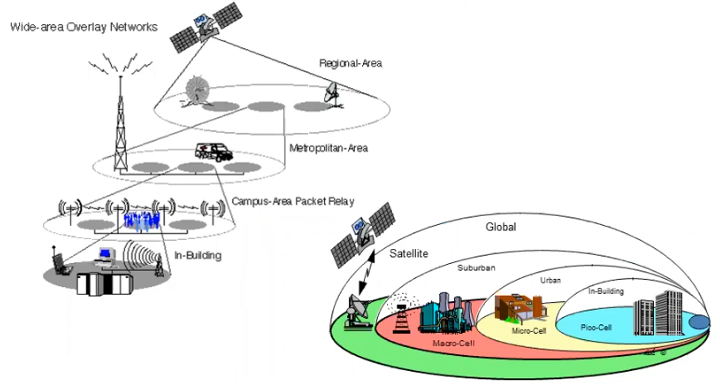 Wide-area Overlay Networks
Regional-Area
Metropolitan-Area
Campus-Area Packet Relay
In-Building
Global
Satellite
Suburban
Urban
In-Building
Macro-Cell
Micro-Cell
Pico-Cell